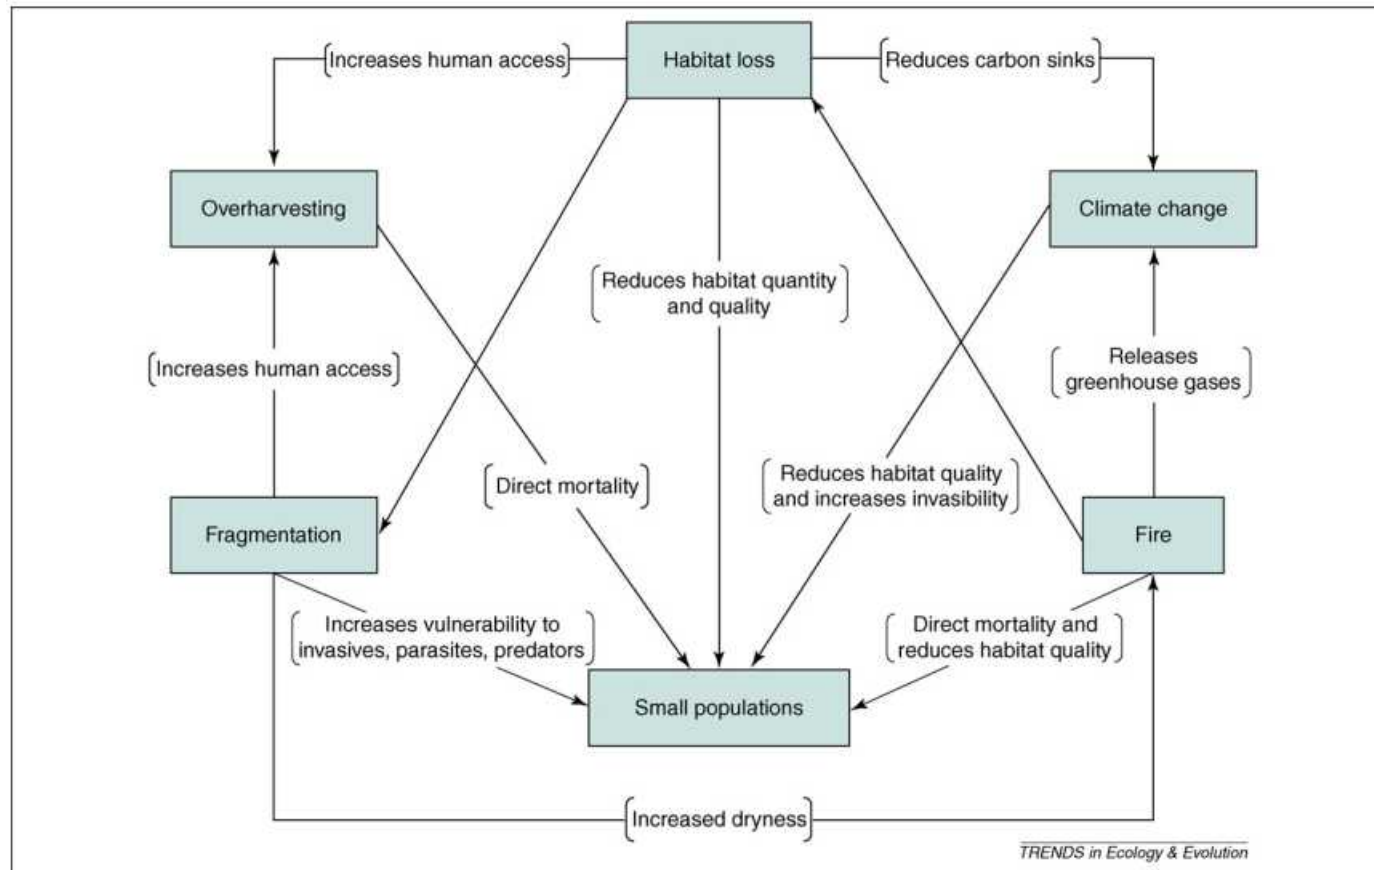 Increases human access
Habitat loss
Reduces carbon sinks
Overharvesting
Climate change
Reduces habitat quantity
and quality
Increases human access
Releases
greenhouse gases
Direct mortality
Reduces habitat quality
and increases invasibility
Fragmentation
Fire
Increases vulnerability to
invasives, parasites, predators
Direct mortality and
reduces habitat quality
Small populations
Increased dryness
TRENDS in Ecology & Evolution